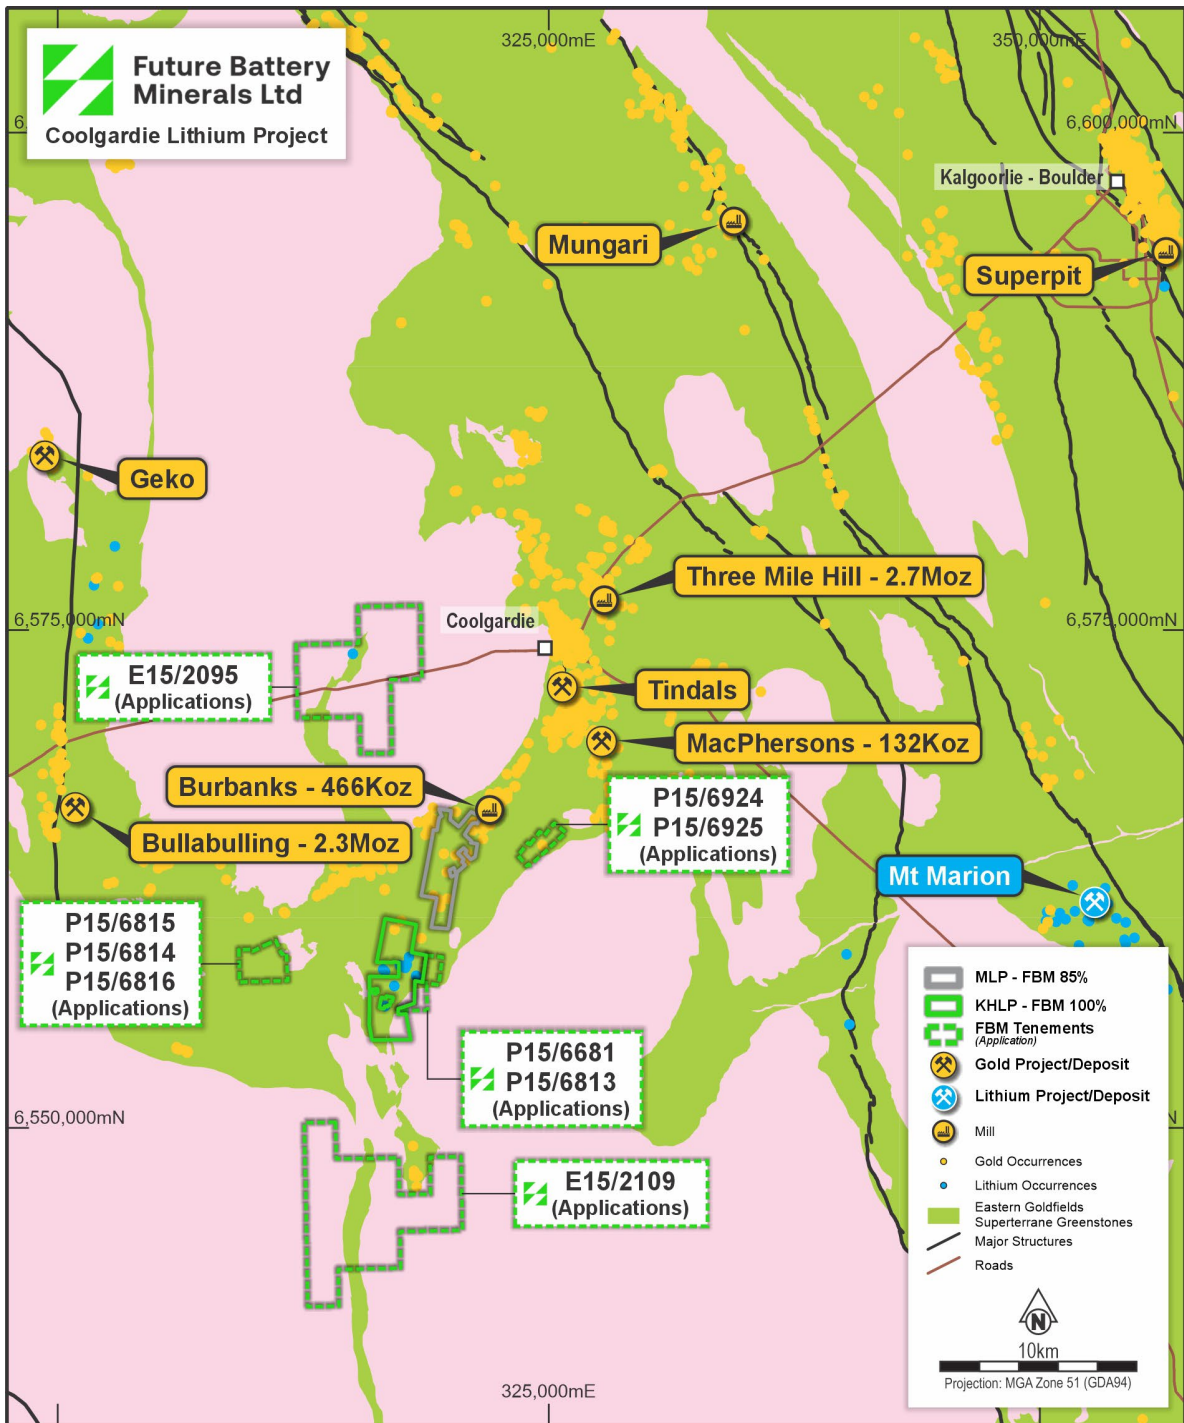 Future Battery
Minerals Ltd
Coolgardie Lithium Project
325,000mE
350,000mE
6,600,000mN
Kalgoorlie - Boulder
Mungari
Superpit
Geko
Three Mile Hill - 2.7Moz
Coolgardie
6,575,000mN
6,575,000mN
E15/2095
(Applications)
Tindals
MacPhersons - 132Koz
Burbanks - 466Koz
Bullabulling - 2.3Moz
P15/6924
P15/6925
(Applications)
Mt Marion
P15/6815
P15/6814
P15/6816
(Applications)
P15/6681
P15/6813
(Applications)
6,550,000mN
E15/2109
(Applications)
MLP - FBM 85%
KHLP - FBM 100%
FBM Tenements
(Application)
Gold Project/Deposit
Lithium Project/Deposit
Mill
Gold Occurrences
Lithium Occurrences
Eastern Goldfields
Superterrane Greenstones
Major Structures
Roads
N
10km
Projection: MGA Zone 51 (GDA94)
325,000mE